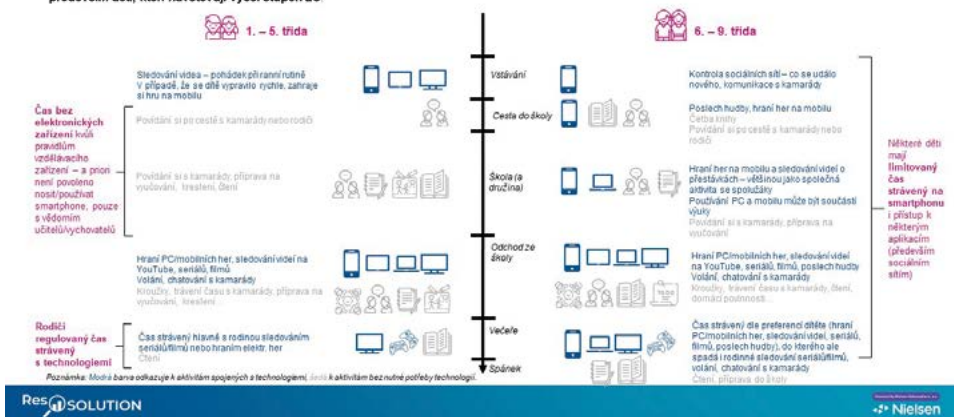 1. – 5. třída
6. – 9. třída
Čas bez
elektronických
zařízení kvůli
pravidlům
vzdělávacího
zařízení – a priori
není povoleno
nosit/používat
smartphone, pouze
s vědomím
učitelů/vychovatelů
Rodiči
regulovaný čas
strávený
s technologiemi
Sledování videa – pohádek při ranní rutině
V případě, že se dítě vypravilo rychle, zahraje
si hru na mobilu
Povídání si po cestě s kamarády nebo rodiči
Povídání si s kamarády, příprava na
vyučování, kreslení, čtení
Hraní PC/mobilních her, sledování videí na
YouTube, seriálů, filmů
Volání, chatování s kamarády
Kroužky, trávení času s kamarády, příprava na
vyučování, kreslení
Čas strávený hlavně s rodinou sledováním
seriálů/filmů nebo hraním elektr. her
Čtení
Vstávání
Cesta do školy
Škola (a
družina)
Odchod ze
školy
Večeře
Spánek
Kontrola sociálních sítí – co se událo
nového, komunikace s kamarády
Poslech hudby, hraní her na mobilu
Četba knihy
Povídání si po cestě s kamarády nebo
rodiči
Hraní her na mobilu a sledování videí o
přestávkách – většinou jako společná
aktivita se spolužáky
Používání PC a mobilu může být součástí
výuky
Povídání si s kamarády, příprava na
vyučování
Hraní PC/mobilních her, sledování videí
na YouTube, seriálů, filmů, poslech hudby
Volání, chatování s kamarády
Kroužky, trávení času s kamarády, čtení,
domácí povinnosti...
Čas strávený dle preferencí dítěte (hraní
PC/mobilních her, sledování videí, seriálů,
filmů, poslech hudby), do kterého ale
spadá i rodinné sledování seriálů/filmů,
volání, chatování s kamarády
Čtení, příprava do školy
Některé děti
mají
limitovaný
čas
strávený na
smartphonu
i přístup k
některým
aplikacím
(především
sociálním
sítím)
Poznámka: Modrá barva odkazuje k aktivitám spojených s technologiemi, šedá k aktivitám bez nutné potřeby technologií.
ResSOLUTION
Nielsen